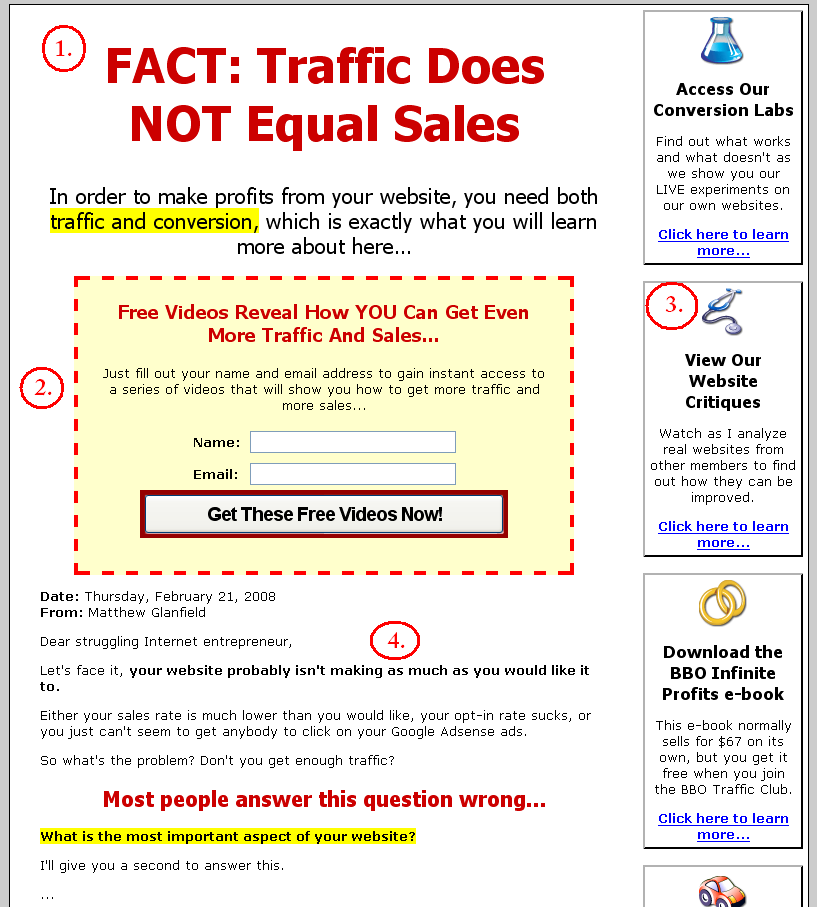 1.
FACT: Traffic Does
NOT Equal Sales
In order to make profits from your website, you need both
traffic and conversion, which is exactly what you will learn
more about here...
2.
Free Videos Reveal How YOU Can Get Even
More Traffic And Sales...
Just fill out your name and email address to gain instant access to
a series of videos that will show you how to get more traffic and
more sales...
Name:
Email:
Get These Free Videos Now!
Date: Thursday, February 21, 2008
From: Matthew Glanfield
Dear struggling Internet entrepreneur,
4.
Let's face it, your website probably isn't making as much as you would like it
to.
Either your sales rate is much lower than you would like, your opt-in rate sucks, or
you just can't seem to get anybody to click on your Google Adsense ads.
So what's the problem? Don't you get enough traffic?
Most people answer this question wrong...
What is the most important aspect of your website?
I'll give you a second to answer this.
...
Access Our
Conversion Labs
Find out what works
and what doesn't as
we show you our
LIVE experiments on
our own websites.
Click here to learn
more...
3.
View Our
Website
Critiques
Watch as I analyze
real websites from
other members to find
out how they can be
improved.
Click here to learn
more...
Download the
BBO Infinite
Profits e-book
This e-book normally
sells for $67 on its
own, but you get it
free when you join
the BBO Traffic Club.
Click here to learn
more...